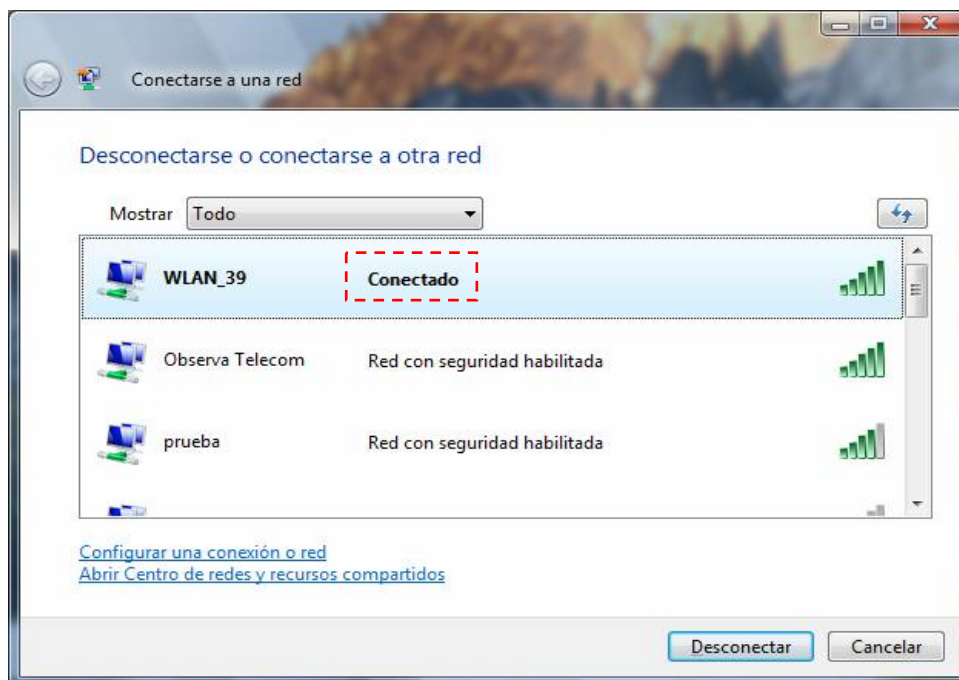 Conectarse a una red
Desconectarse o conectarse a otra red
Mostrar Todo
WLAN_39 Conectado
Observa Telecom Red con seguridad habilitada
prueba Red con seguridad habilitada
Configurar una conexión o red
Abrir Centro de redes y recursos compartidos
Desconectar Cancelar